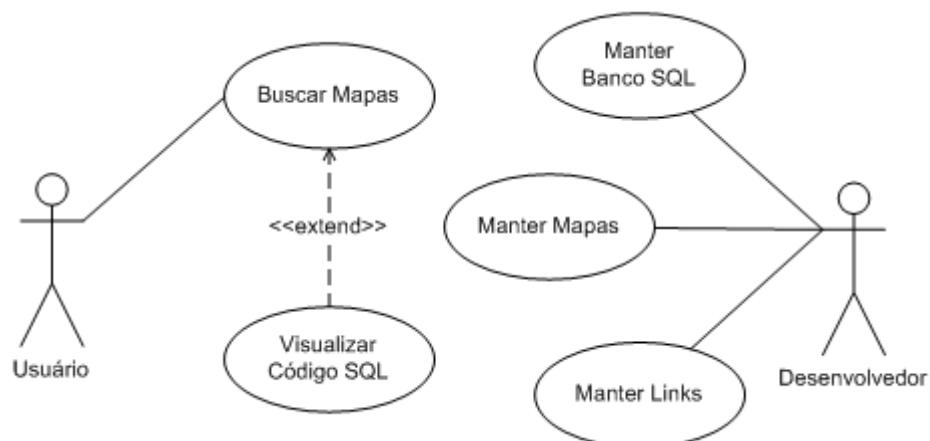 Manter
Banco SQL
Buscar Mapas
<<extend>>
Manter Mapas
Visualizar
Código SQL
Usuário
Desenvolvedor
Manter Links